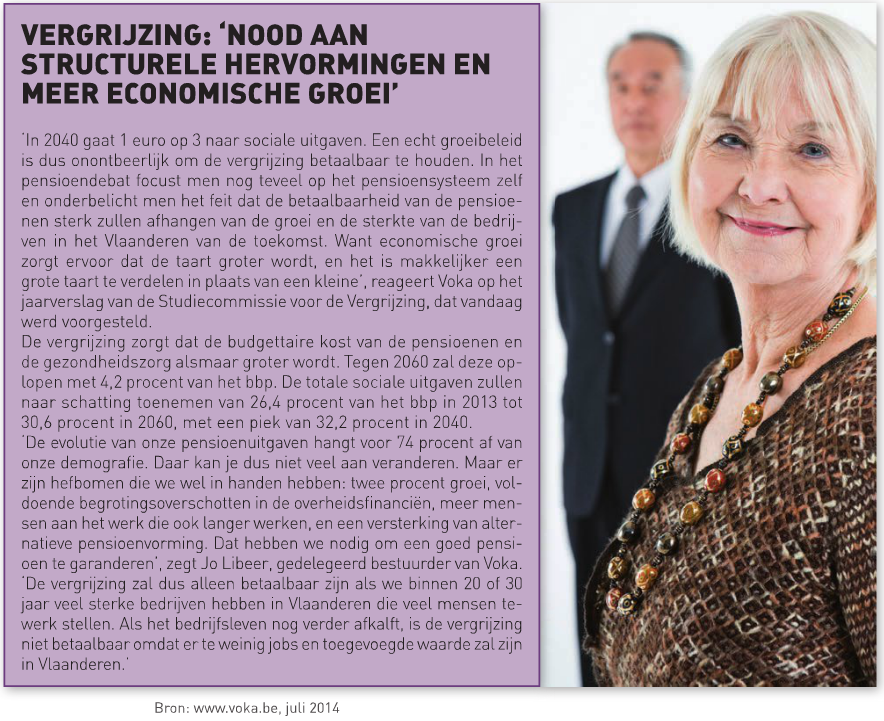 VERGRIJZING: ‘NOOD AAN
STRUCTURELE HERVORMINGEN EN
MEER ECONOMISCHE GROEI’
‘In 2040 gaat 1 euro op 3 naar sociale uitgaven. Een echt groeibeleid
is dus onontbeerlijk om de vergrijzing betaalbaar te houden. In het
pensioendebat focust men nog teveel op het pensioensysteem zelf
en onderbelicht men het feit dat de betaalbaarheid van de pensioe-
nen sterk zullen afhangen van de groei en de sterkte van de bedrij-
ven in het Vlaanderen van de toekomst. Want economische groei
zorgt ervoor dat de taart groter wordt, en het is makkelijker een
grote taart te verdelen in plaats van een kleine’, reageert Voka op het
jaarverslag van de Studiecommissie voor de Vergrijzing, dat vandaag
werd voorgesteld.
De vergrijzing zorgt dat de budgettaire kost van de pensioenen en
de gezondheidszorg alsmaar groter wordt. Tegen 2060 zal deze op-
lopen met 4,2 procent van het bbp. De totale sociale uitgaven zullen
naar schatting toenemen van 26,4 procent van het bbp in 2013 tot
30,6 procent in 2060, met een piek van 32,2 procent in 2040.
‘De evolutie van onze pensioenuitgaven hangt voor 74 procent af van
onze demografie. Daar kan je dus niet veel aan veranderen. Maar er
zijn hefbomen die we wel in handen hebben: twee procent groei, vol-
doende begrotingsoverschotten in de overheidsfinanciën, meer men-
sen aan het werk die ook langer werken, en een versterking van alter-
natieve pensioenvorming. Dat hebben we nodig om een goed pensi-
oen te garanderen’, zegt Jo Libeer, gedelegeerd bestuurder van Voka.
‘De vergrijzing zal dus alleen betaalbaar zijn als we binnen 20 of 30
jaar veel sterke bedrijven hebben in Vlaanderen die veel mensen te-
werk stellen. Als het bedrijfsleven nog verder afkalft, is de vergrijzing
niet betaalbaar omdat er te weinig jobs en toegevoegde waarde zal zijn
in Vlaanderen.’
Bron: www.voka.be, juli 2014